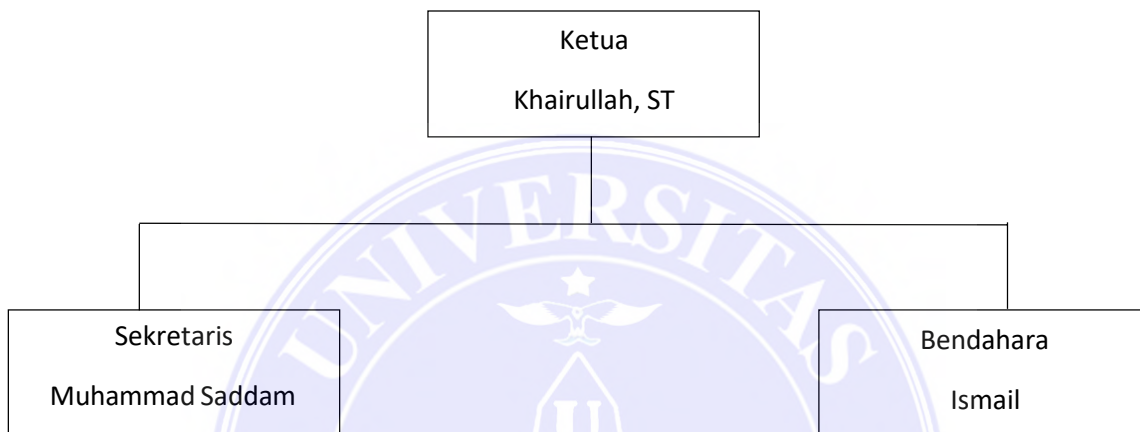 Ketua
Khairullah, ST
UNIVERSITAS
Sekretaris
Muhammad Saddam
Bendahara
Ismail